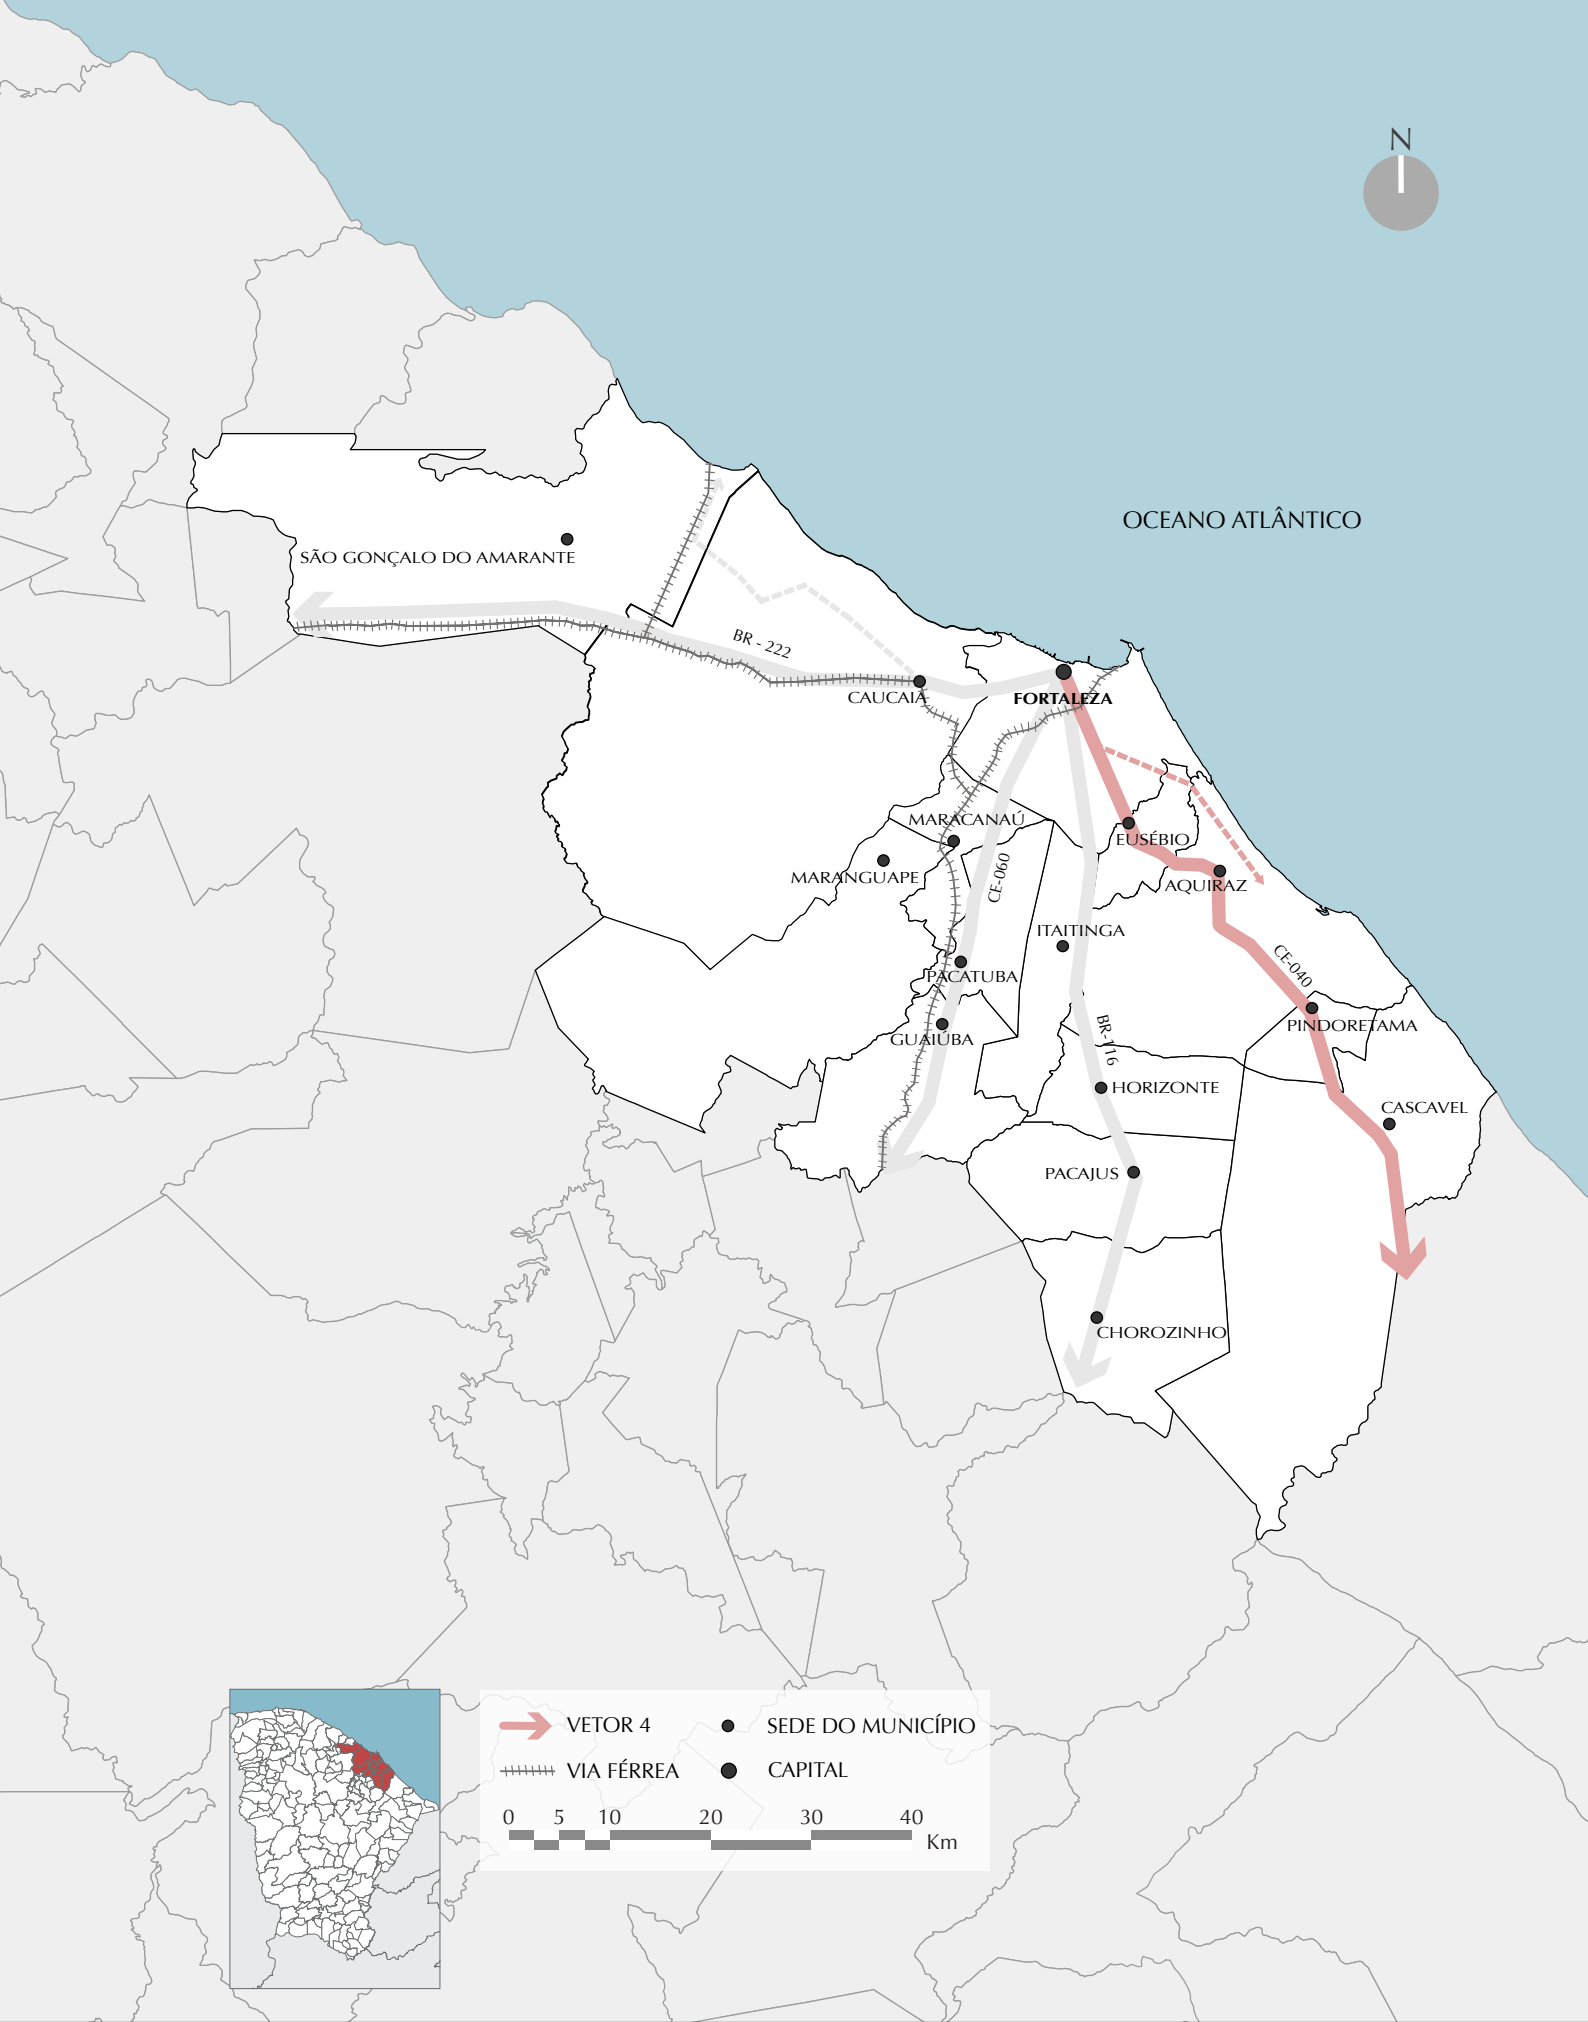 N
OCEANO ATLÂNTICO
SÃO GONÇALO DO AMARANTE
BR - 222
CAUCAIA
FORTALEZA
MARACANAÚ
EUSÉBIO
MARANGUAPE
CE-060
AQUIRAZ
ITAITINGA
CE-040
PACATUBA
PINDORETAMA
GUAIÚBA
BR-116
HORIZONTE
CASCAVEL
PACAJUS
CHOROZINHO
VETOR 4
SEDE DO MUNICÍPIO
VIA FÉRREA
CAPITAL
0 5 10 20 30 40
Km